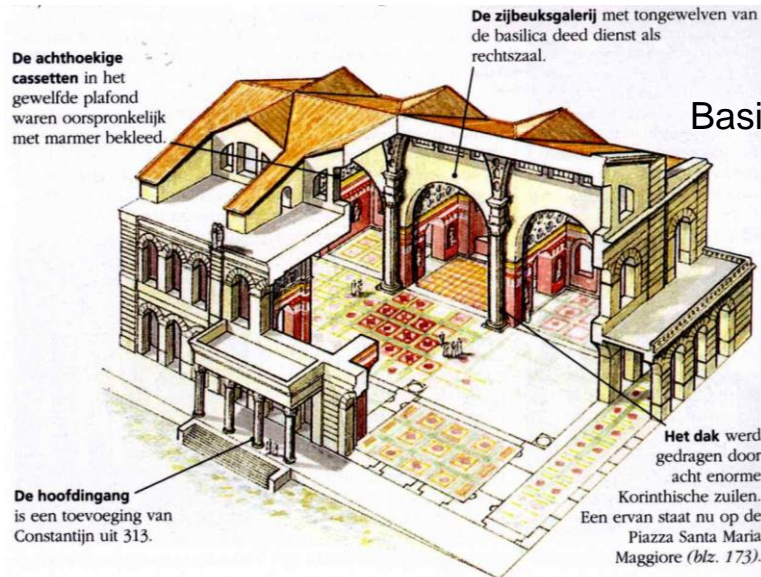 De zijbeuksgalerij met tongewelven van
de basilica deed dienst als
rechtszaal.
De achthoekige
cassetten in het
gewelfde plafond
waren oorspronkelijk
met marmer bekleed.
Basi
De hoofdingang
is een toevoeging van
Constantijn uit 313.
Het dak werd
gedragen door
acht enorme
Korinthische zuilen.
Een ervan staat nu op de
Piazza Santa Maria
Maggiore (blz. 173).